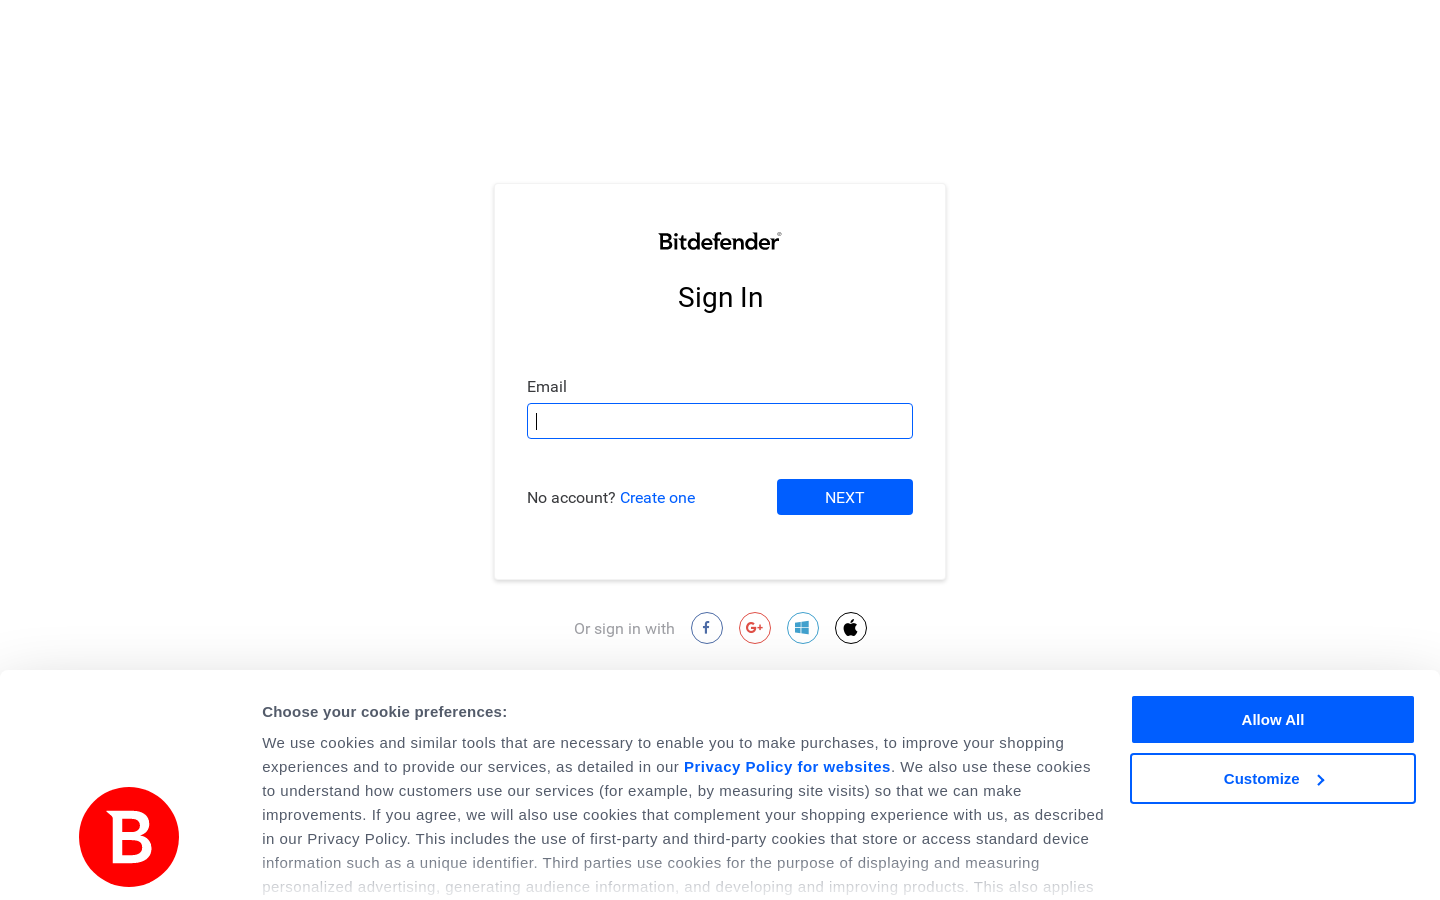 Bitdefender®
Sign In
Email
No account? Create one
NEXT
Or sign in with
Choose your cookie preferences:
We use cookies and similar tools that are necessary to enable you to make purchases, to improve your shopping
experiences and to provide our services, as detailed in our Privacy Policy for websites. We also use these cookies
to understand how customers use our services (for example, by measuring site visits) so that we can make
improvements. If you agree, we will also use cookies that complement your shopping experience with us, as described
in our Privacy Policy. This includes the use of first-party and third-party cookies that store or access standard device
information such as a unique identifier. Third parties use cookies for the purpose of displaying and measuring
personalized advertising, generating audience information, and developing and improving products. This also applies
Allow All
Customize
B